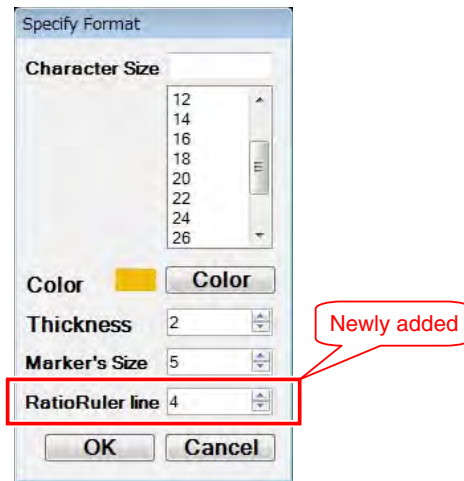 Specify Format
Character Size
12
14
16
18
20
22
24
26
Color Color
Thickness 2
Marker's Size 5
RatioRuler line 4
Newly added
OK Cancel